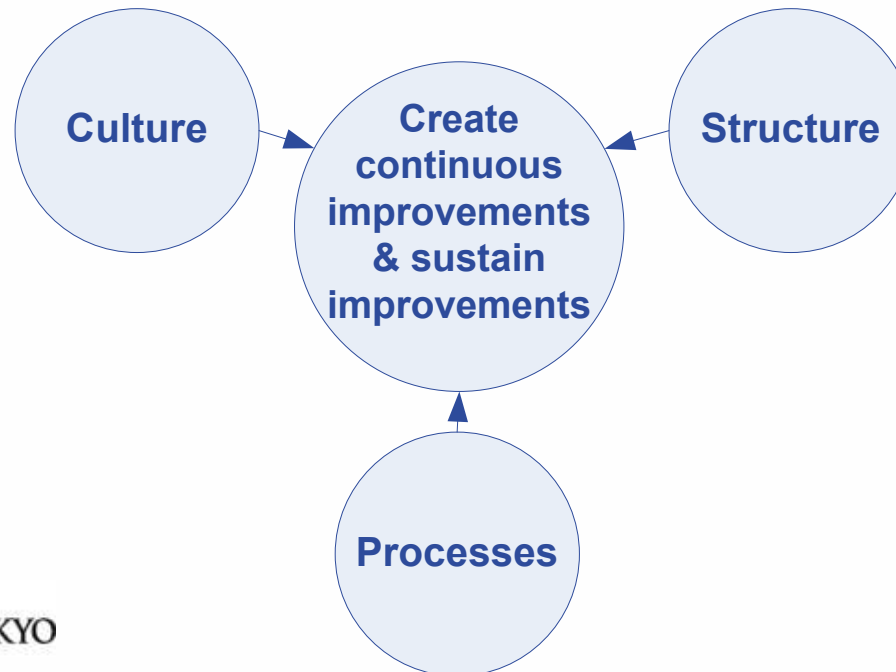 Culture
Create
continuous
improvements
& sustain
improvements
Structure
Processes
KYO